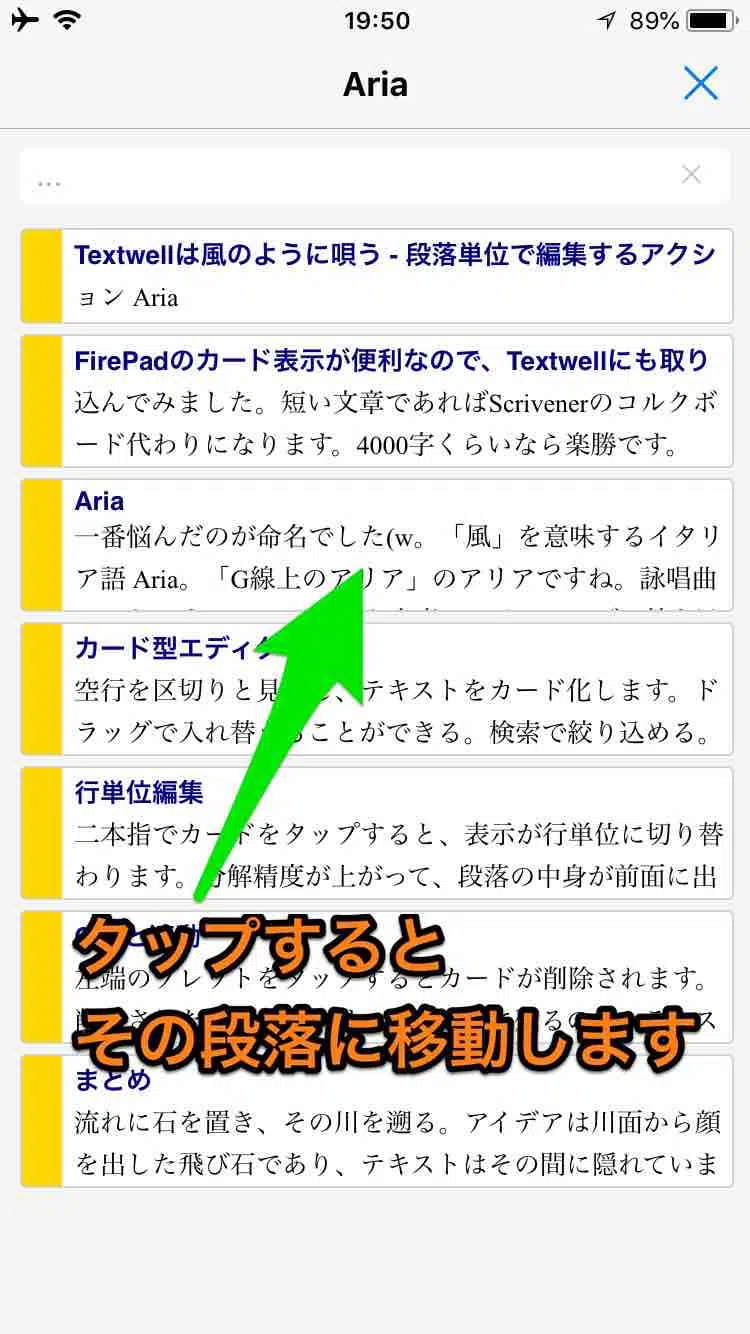 19:50
89%
Aria
...
Textwellは風のように唄う - 段落単位で編集するアクシ
ョン Aria
FirePadのカード表示が便利なので、Textwellにも取り
込んでみました。短い文章であればScrivenerのコルクボ
ード代わりになります。4000字くらいなら楽勝です。
Aria
一番悩んだのが命名でした(w。「風」を意味するイタリ
ア語 Aria。「G線上のアリア」のアリアですね。詠唱曲
カード型エディタ
空行を区切りと見 、テキストをカード化します。ド
ラッグで入れ替 ることができる。検索で絞り込める。
行単位編集
二本指でカードをタップすると、表示が行単位に切り替
わります。分解精度が上がって、段落の中身が前面に出
タップすると
左端のブレットをタップするとカードが削除されます。
その段落に移動します
まとめ
流れに石を置き、その川を遡る。アイデアは川面から顔
を出した飛び石であり、テキストはその間に隠れていま